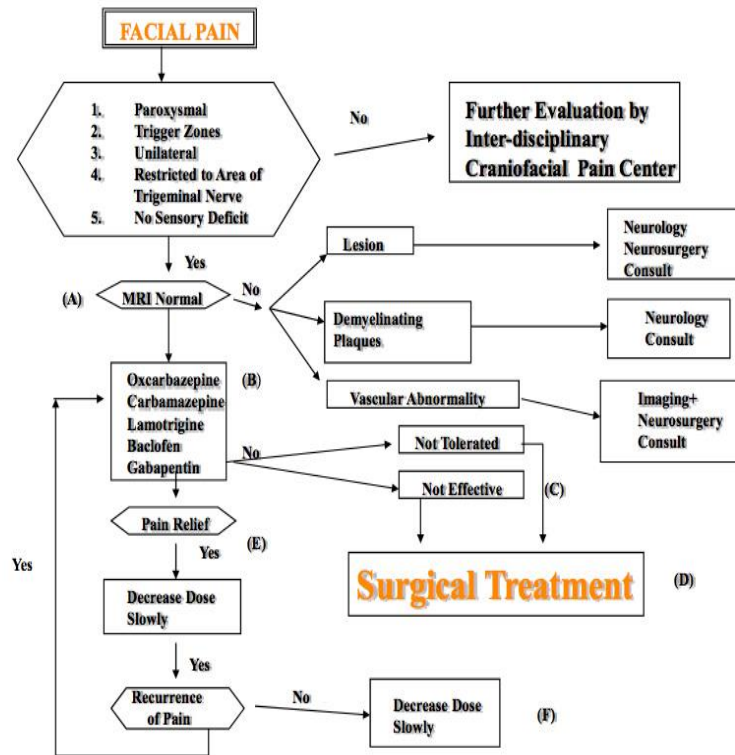 FACIAL PAIN
1. Paroxysmal
2. Trigger Zones
3. Unilateral
4. Restricted to Area of
Trigeminal Nerve
5. No Sensory Deficit
No
Further Evaluation by
Inter-disciplinary
Craniofacial Pain Center
Yes
(A)
MRI Normal
No
Lesion
Neurology
Neurosurgery
Consult
Demyelinating
Plaques
Neurology
Consult
Vascular Abnormality
Imaging+
Neurosurgery
Consult
Oxcarbazepine
Carbamazepine
Lamotrigine
Baclofen
Gabapentin
(B)
No
Not Tolerated
Not Effective
(C)
Pain Relief
(E)
Yes
Yes
Surgical Treatment
(D)
Decrease Dose
Slowly
Yes
Recurrence
of Pain
No
Decrease Dose
Slowly
(F)